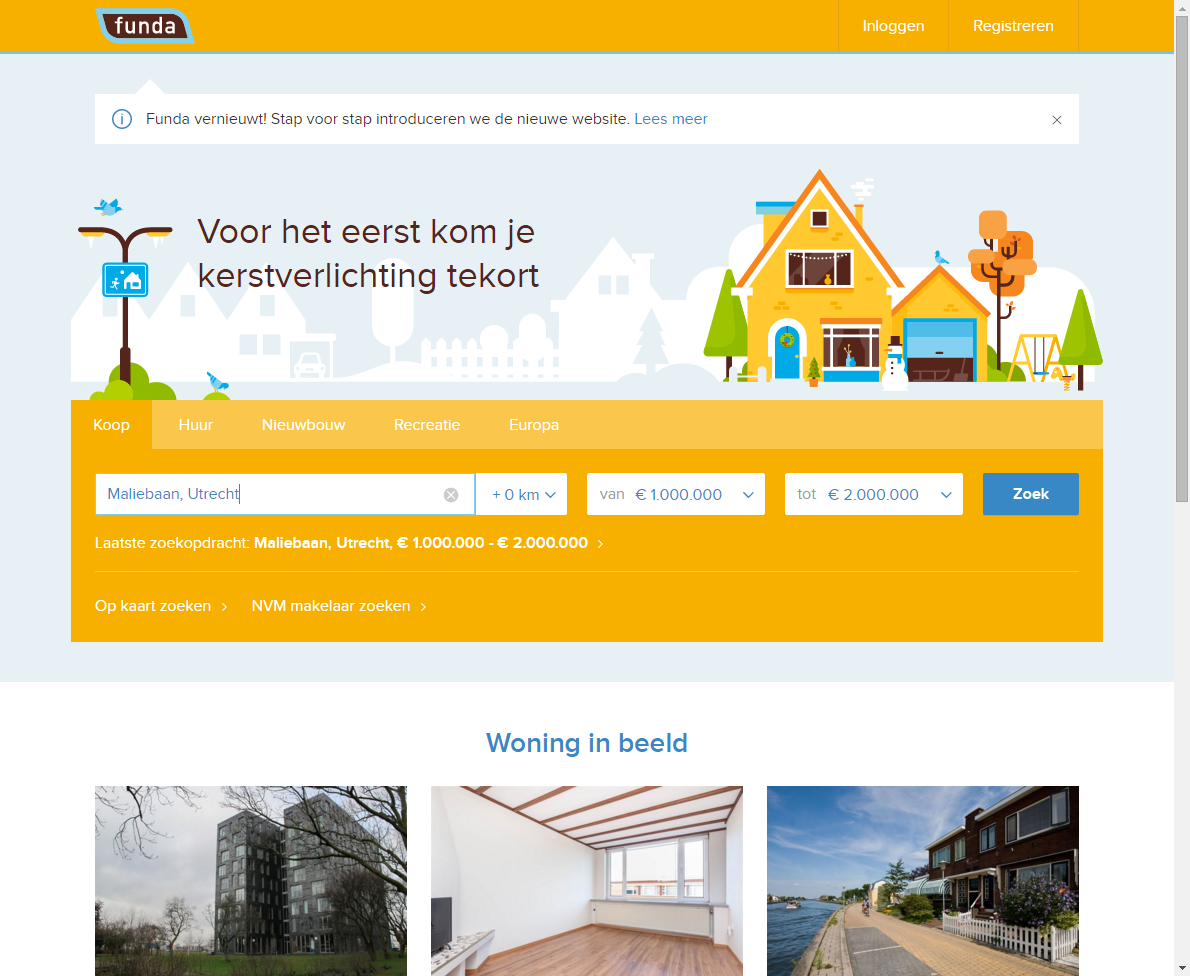 funda
Inloggen
Registreren
Funda vernieuwt! Stap voor stap introduceren we de nieuwe website. Lees meer
Voor het eerst kom je
kerstverlichting tekort
Koop
Huur
Nieuwbouw
Recreatie
Europa
Maliebaan, Utrecht
+ 0 km
van € 1.000.000
tot € 2.000.000
Zoek
Laatste zoekopdracht: Maliebaan, Utrecht, € 1.000.000 - € 2.000.000
Op kaart zoeken
NVM makelaar zoeken
Woning in beeld